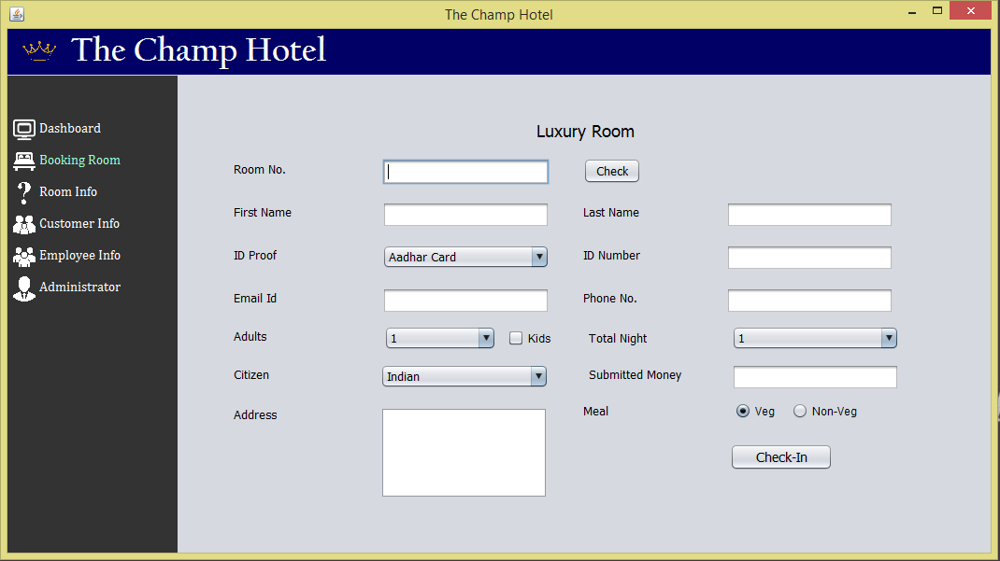 The Champ Hotel
The Champ Hotel
Dashboard
Booking Room
Room Info
Customer Info
Employee Info
Administrator
Luxury Room
Room No. Check
First Name Last Name
ID Proof Aadhar Card ID Number
Email Id Phone No.
Adults 1 Kids Total Night 1
Citizen Indian Submitted Money
Address Meal Veg Non-Veg
Check-In